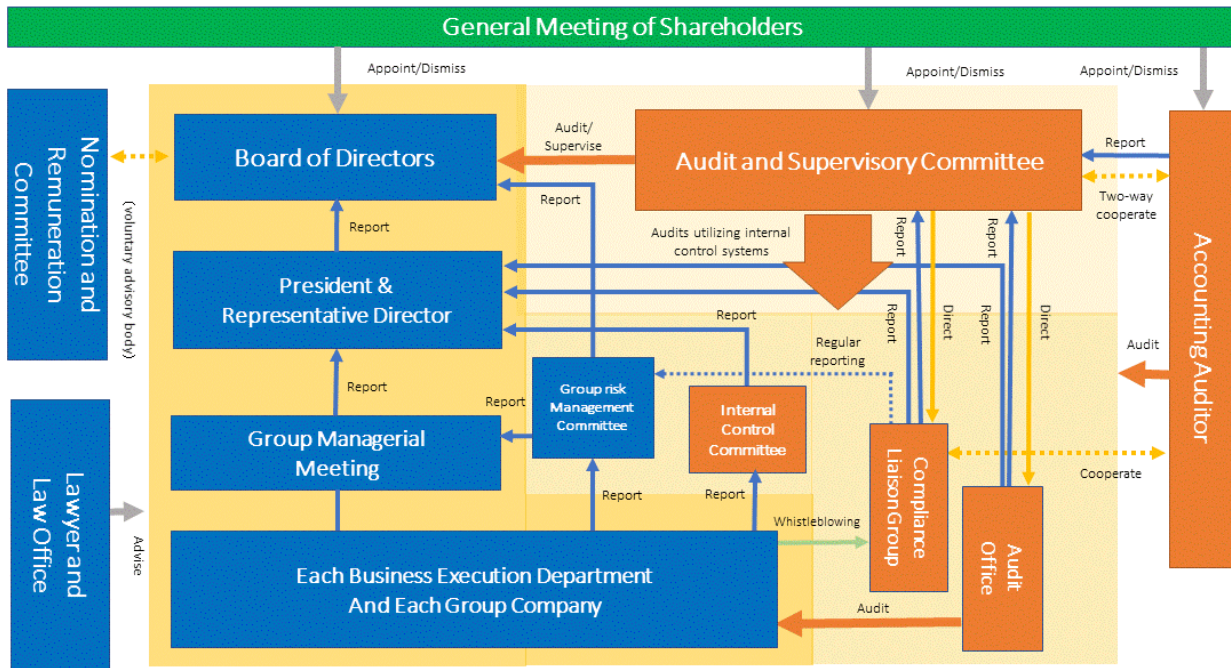 General Meeting of Shareholders
Appoint/Dismiss
Appoint/Dismiss
Appoint/Dismiss
Nomination and
Remuneration
Committee
(voluntary advisory body)
Board of Directors
Audit/
Supervise
Audit and Supervisory Committee
Report
Two-way
cooperate
Report
Report
Audits utilizing internal
control systems
Report
Report
President &
Representative Director
Report
Report
Direct
Report
Direct
Accounting Auditor
Audit
Regular
reporting
Report
Report
Group risk
Management
Committee
Internal
Control
Committee
Group Managerial
Meeting
Compliance
Liaison Group
Cooperate
Lawyer and
Law Office
Advise
Report
Report
Whistleblowing
Audit
Office
Each Business Execution Department
And Each Group Company
Audit